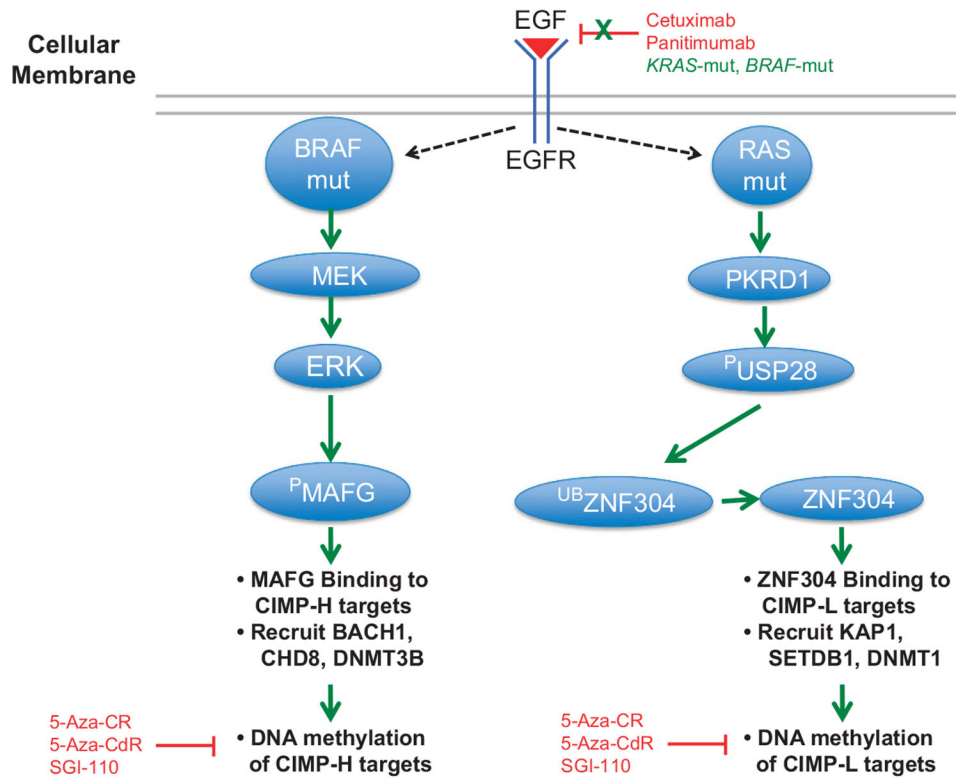 EGF
Cetuximab
Panitimumab
KRAS-mut, BRAF-mut
X
Cellular
Membrane
EGFR
BRAF
mut
MEK
ERK
PMAFG
• MAFG Binding to
CIMP-H targets
• Recruit BACH1,
CHD8, DNMT3B
5-Aza-CR
5-Aza-CdR
SGI-110
• DNA methylation
of CIMP-H targets
RAS
mut
PKRD1
PUSP28
UBZNF304
ZNF304
• ZNF304 Binding to
CIMP-L targets
• Recruit KAP1,
SETDB1, DNMT1
5-Aza-CR
5-Aza-CdR
SGI-110
• DNA methylation
of CIMP-L targets